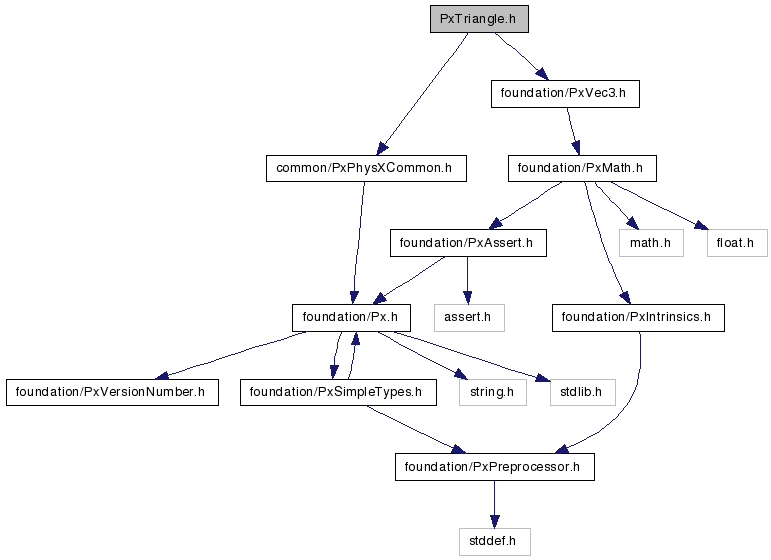 PxTriangle.h
foundation/PxVec3.h
common/PxPhysXCommon.h
foundation/PxMath.h
foundation/PxAssert.h
math.h
float.h
foundation/Px.h
assert.h
foundation/PxIntrinsics.h
foundation/PxVersionNumber.h
foundation/PxSimpleTypes.h
string.h
stdlib.h
foundation/PxPreprocessor.h
stddef.h